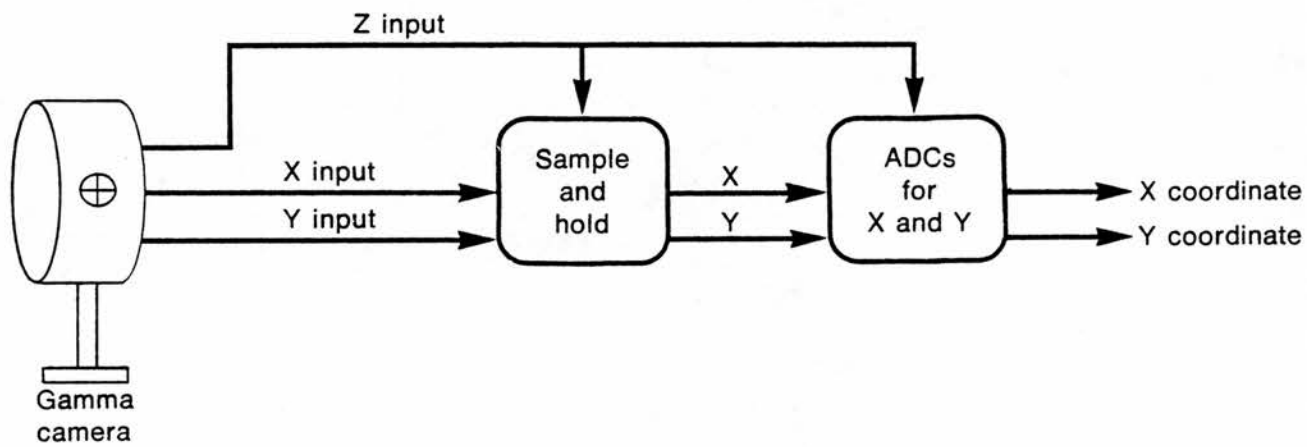 Z input
X input
Y input
Sample
and
hold
X
Y
ADCs
for
X and Y
X coordinate
Y coordinate
Gamma
camera